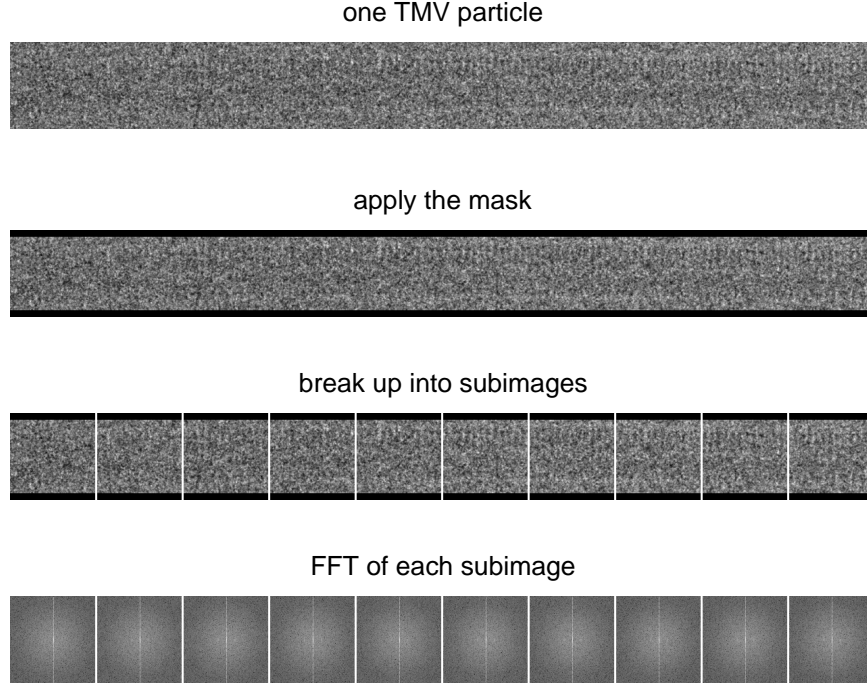 one TMV particle
apply the mask
break up into subimages
FFT of each subimage